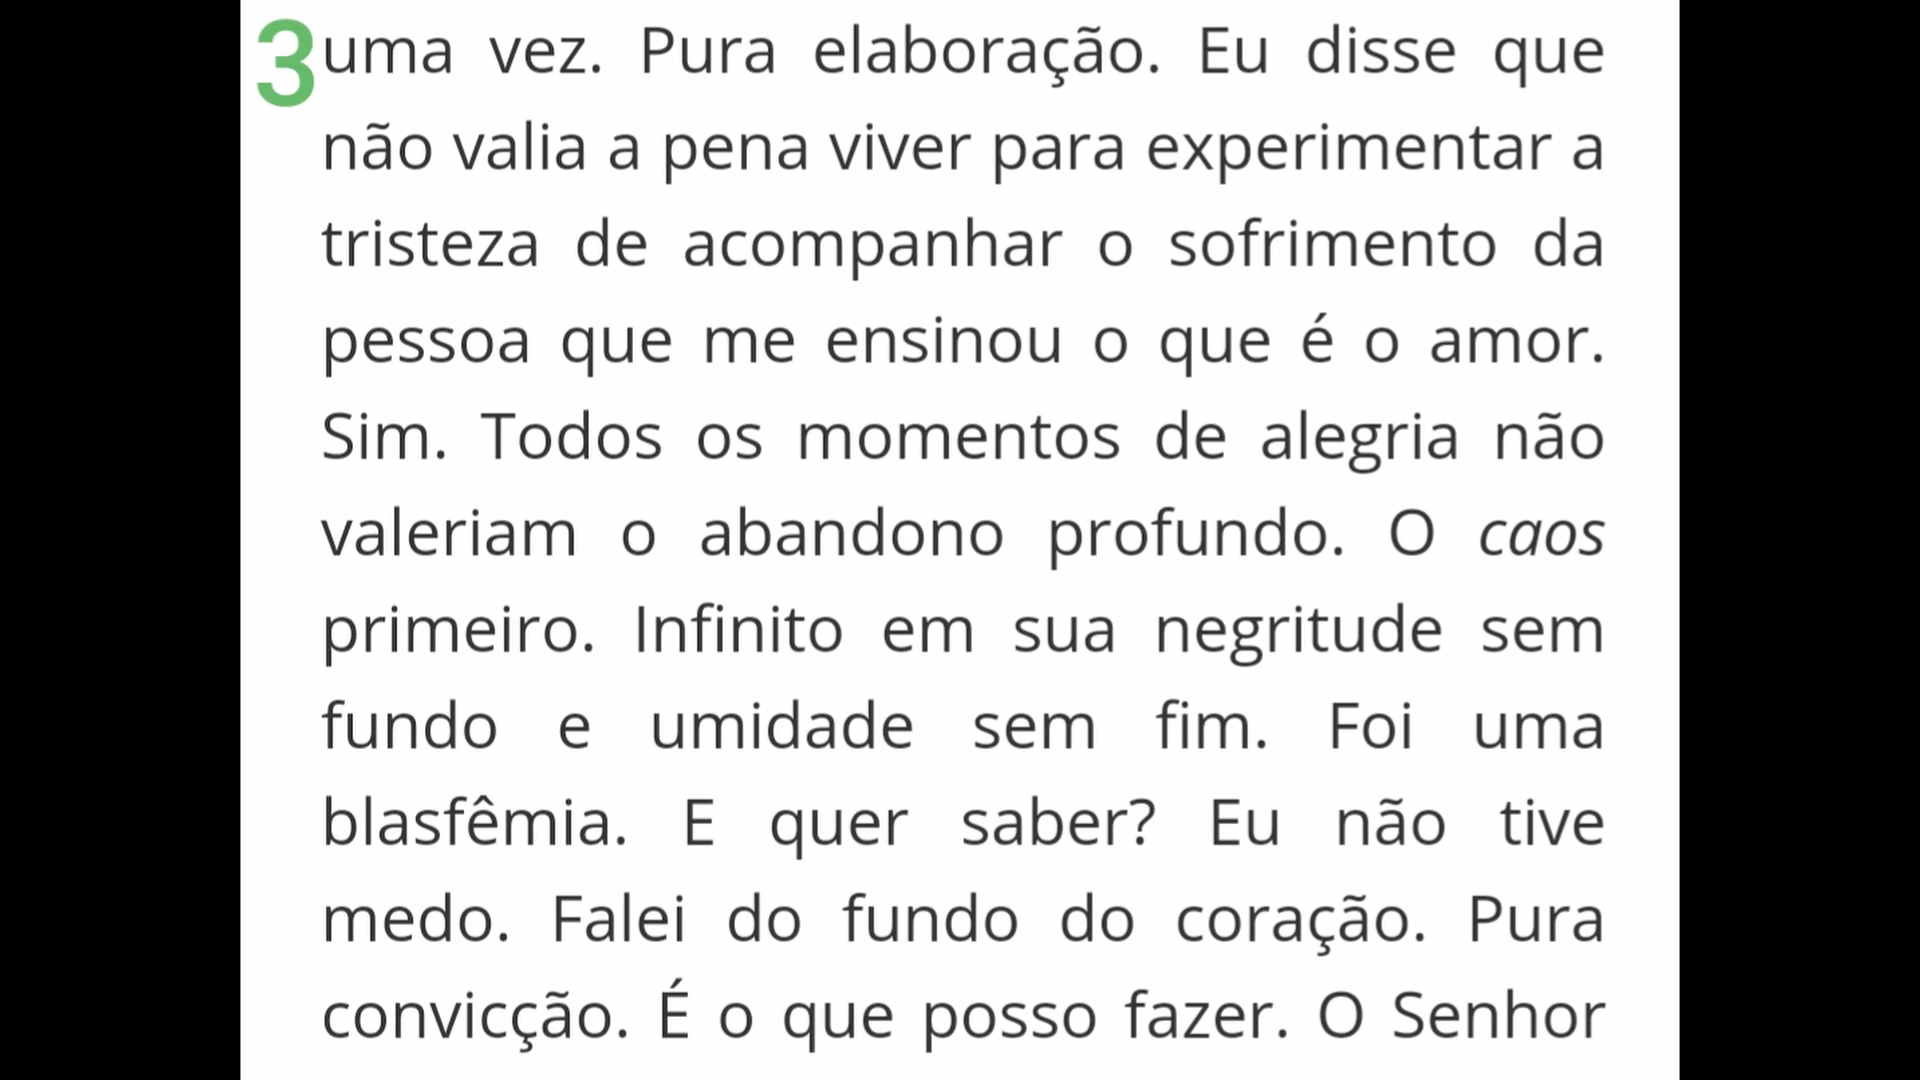 3 uma vez. Pura elaboração. Eu disse que
não valia a pena viver para experimentar a
tristeza de acompanhar o sofrimento da
pessoa que me ensinou o que é o amor.
Sim. Todos os momentos de alegria não
valeriam o abandono profundo. O caos
primeiro. Infinito em sua negritude sem
fundo e umidade sem fim. Foi uma
blasfêmia. E quer saber? Eu não tive
medo. Falei do fundo do coração. Pura
convicção. É o que posso fazer. O Senhor